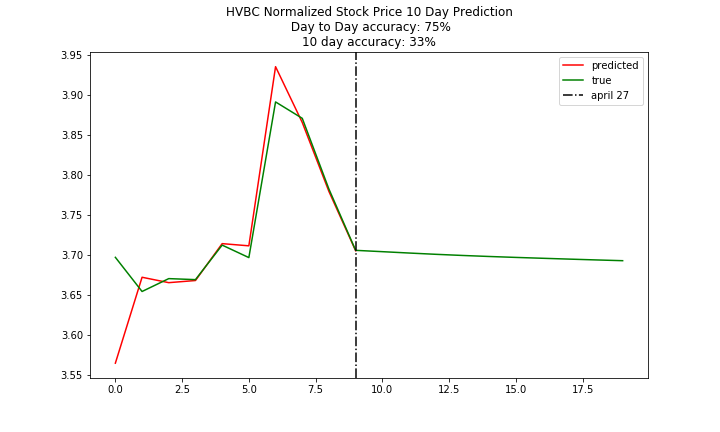 HVBC Normalized Stock Price 10 Day Prediction
Day to Day accuracy: 75%
10 day accuracy: 33%
3.95
3.90
3.85
3.80
3.75
3.70
3.65
3.60
3.55
0.0 2.5 5.0 7.5 10.0 12.5 15.0 17.5
predicted
true
april 27